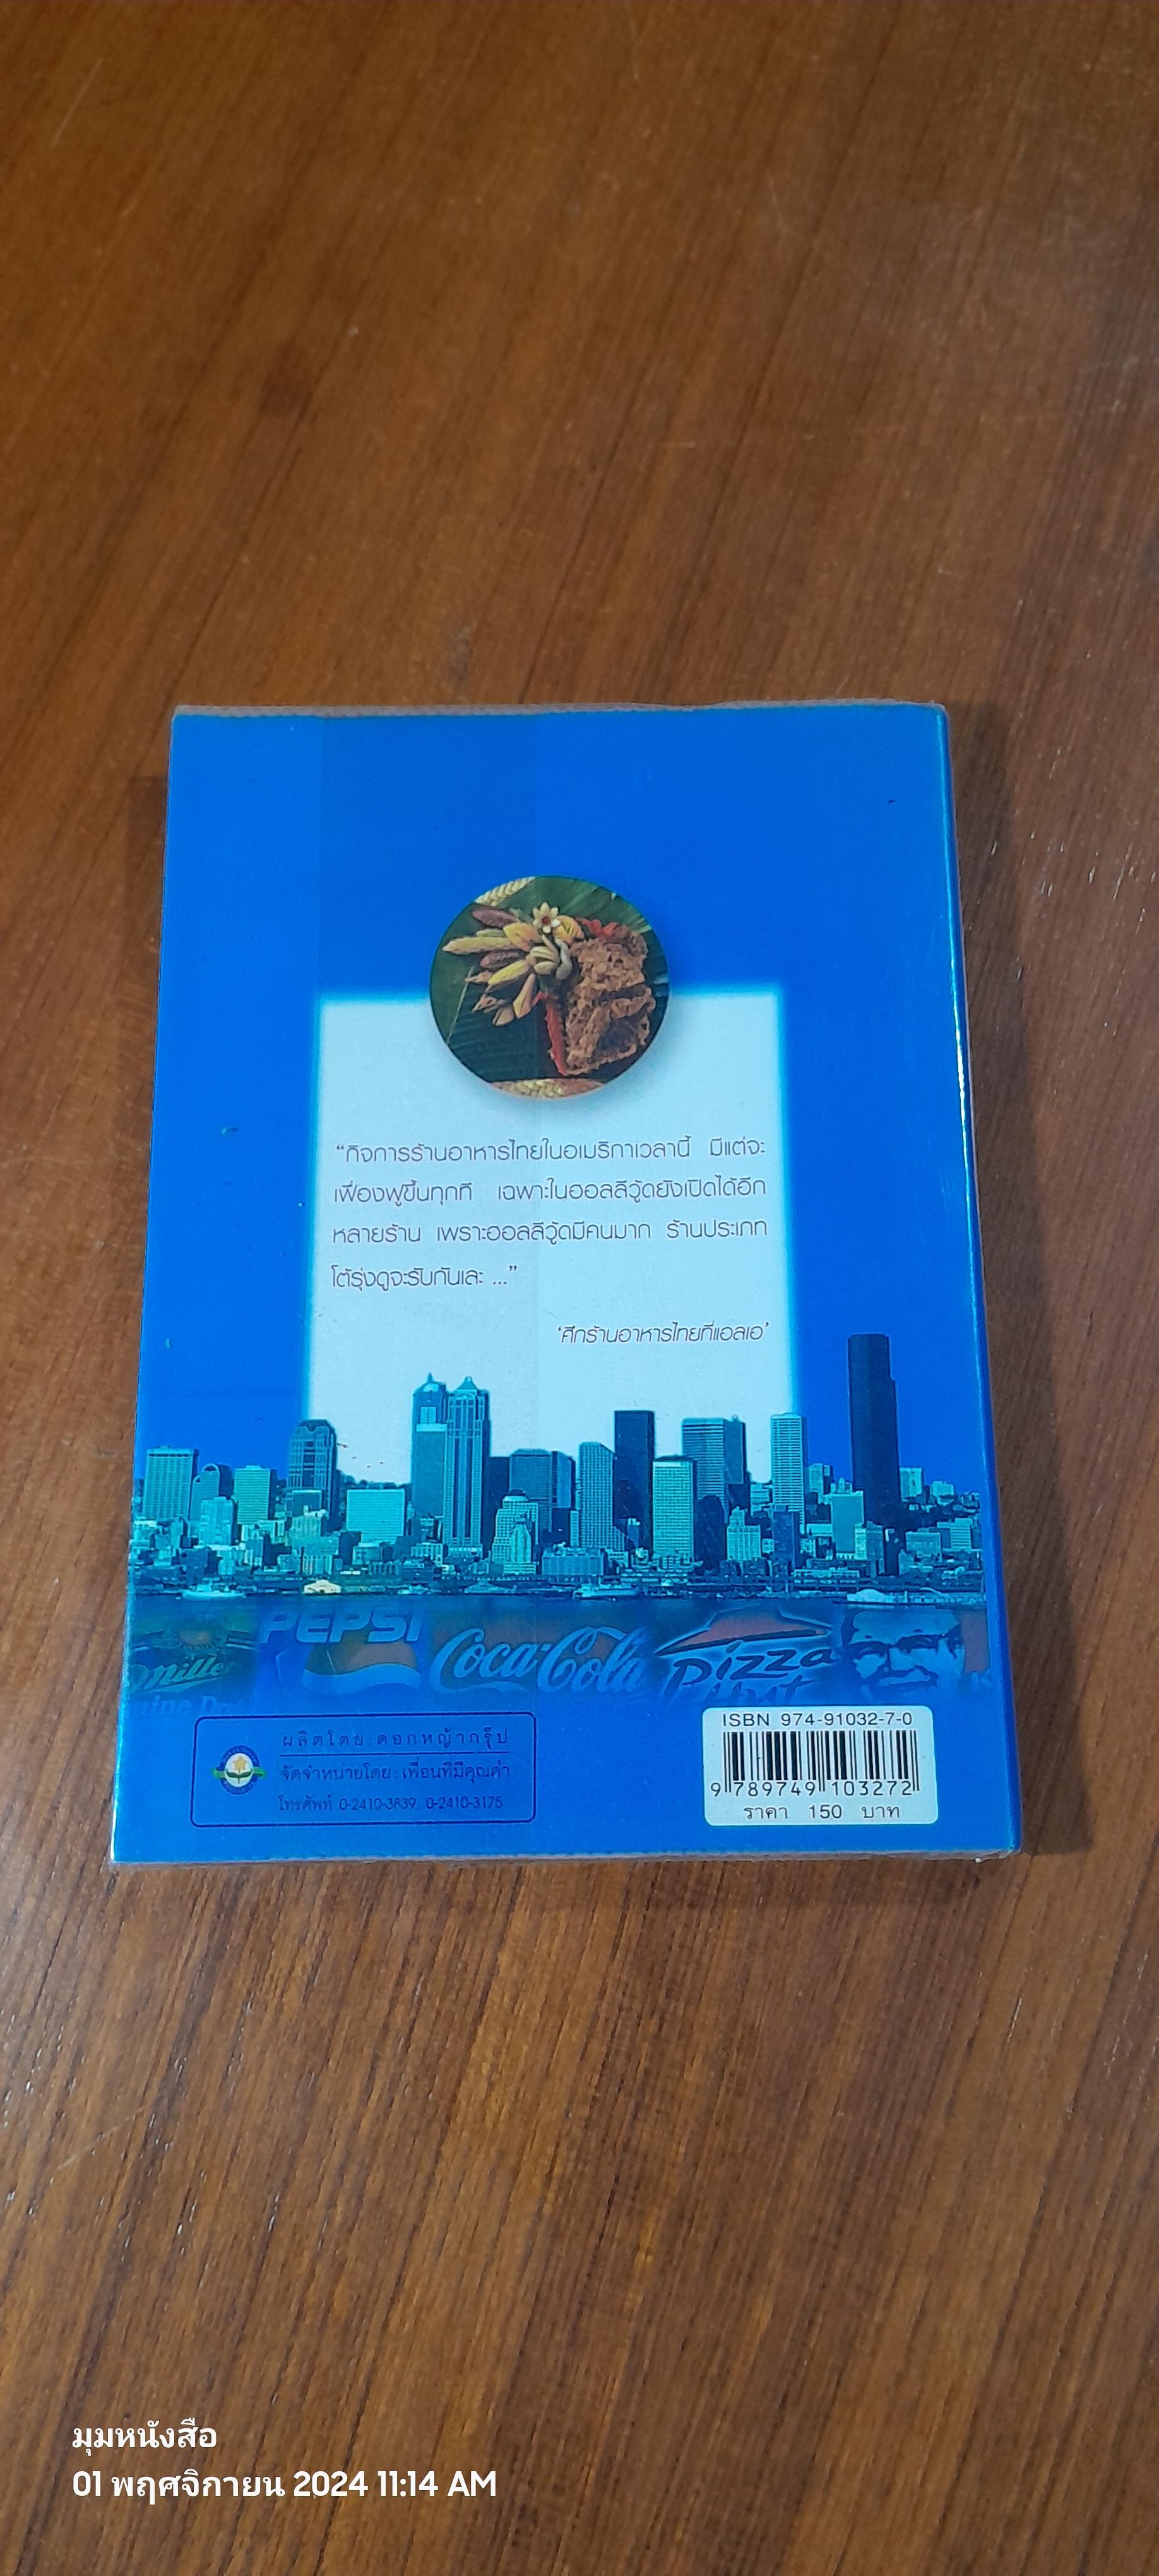 “กิจการร้านอาหารไทยในอเมริกาเวลานี้ มีแต่จะ
เฟื่องฟูขึ้นทุกที เฉพาะในฮอลลีวู้ดยังเปิดได้อีก
หลายร้าน เพราะฮอลลีวู้ดมีคนมาก ร้านประเภท
โต้รุ่งดูจะรับกันเละ ...”
‘ศึกร้านอาหารไทยที่แอลเอ’
PEPSI
Coca-Cola
Pizza
Miller
ISBN 974-91032-7-0
9 789749 103272
ราคา 150 บาท
ผลิตโดย : ดอกหญ้ากรุ๊ป
จัดจำหน่ายโดย : เพื่อนที่มีคุณค่า
โทรศัพท์ 0-2410-3839, 0-2410-3175
มุมหนังสือ
01 พฤศจิกายน 2024 11:14 AM